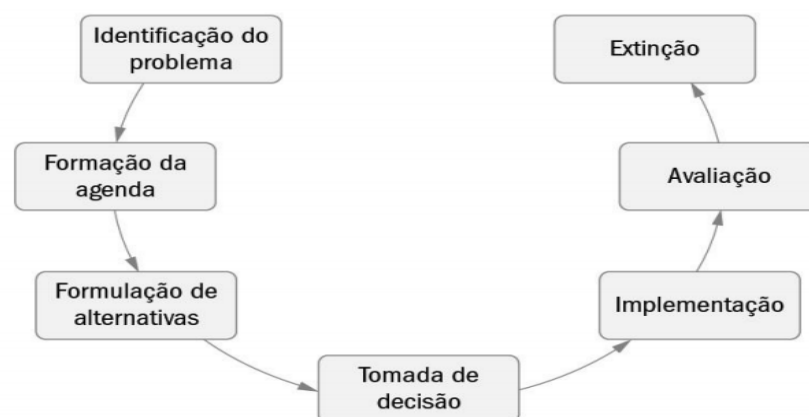 Identificação do
problema
Formação da
agenda
Formulação de
alternativas
Tomada de
decisão
Implementação
Avaliação
Extinção